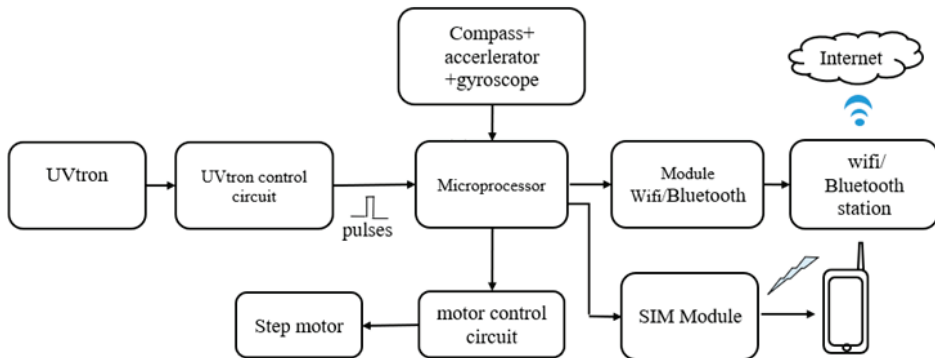 Compass+
accerlerator
+gyroscope
Internet
UVtron
UVtron control
circuit
pulses
Microprocessor
Module
Wifi/Bluetooth
wifi/
Bluetooth
station
Step motor
motor control
circuit
SIM Module